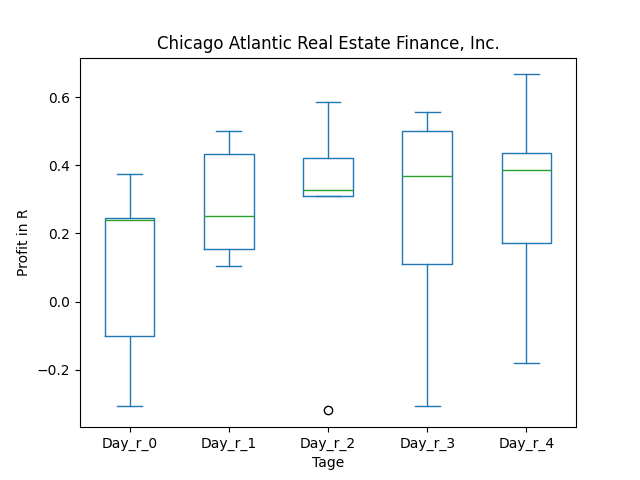 Chicago Atlantic Real Estate Finance, Inc.
Profit in R
0.6
0.4
0.2
0.0
−0.2
Day_r_0 Day_r_1 Day_r_2 Day_r_3 Day_r_4
Tage